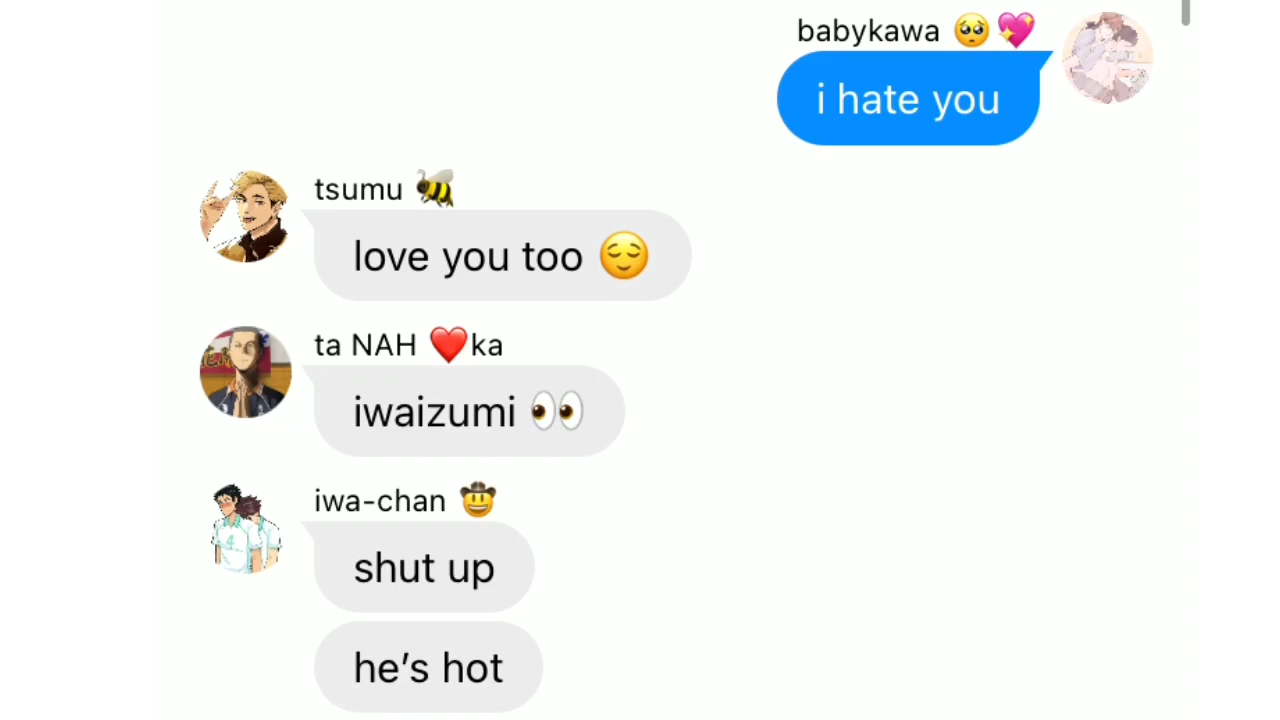 babykawa 🥺💖
i hate you
tsumu 🐝
love you too 😌
ta NAH ❤️ka
iwaizumi 👀
iwa-chan 🤠
shut up
he’s hot